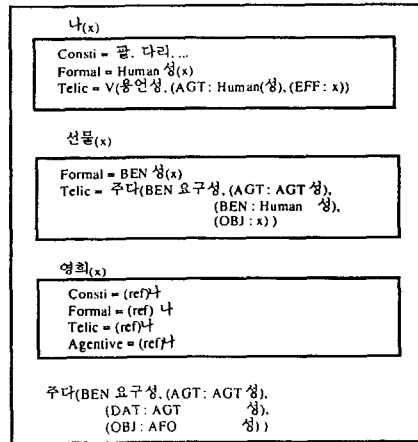 나(x)
Consti = 팔, 다리, ...
Formal = Human 성(x)
Telic = V(용언성, (AGT : Human(성), (EFF : x))
선물(x)
Formal = BEN 성(x)
Telic = 주다(BEN 요구성, (AGT : AGT 성),
(BEN : Human 성),
(OBJ : x) )
영희(x)
Consti = (ref)나
Formal = (ref) 나
Telic = (ref)나
Agentive = (ref)나
주다(BEN 요구성, (AGT : AGT 성),
(DAT : AGT 성),
(OBJ : AFO 성) )